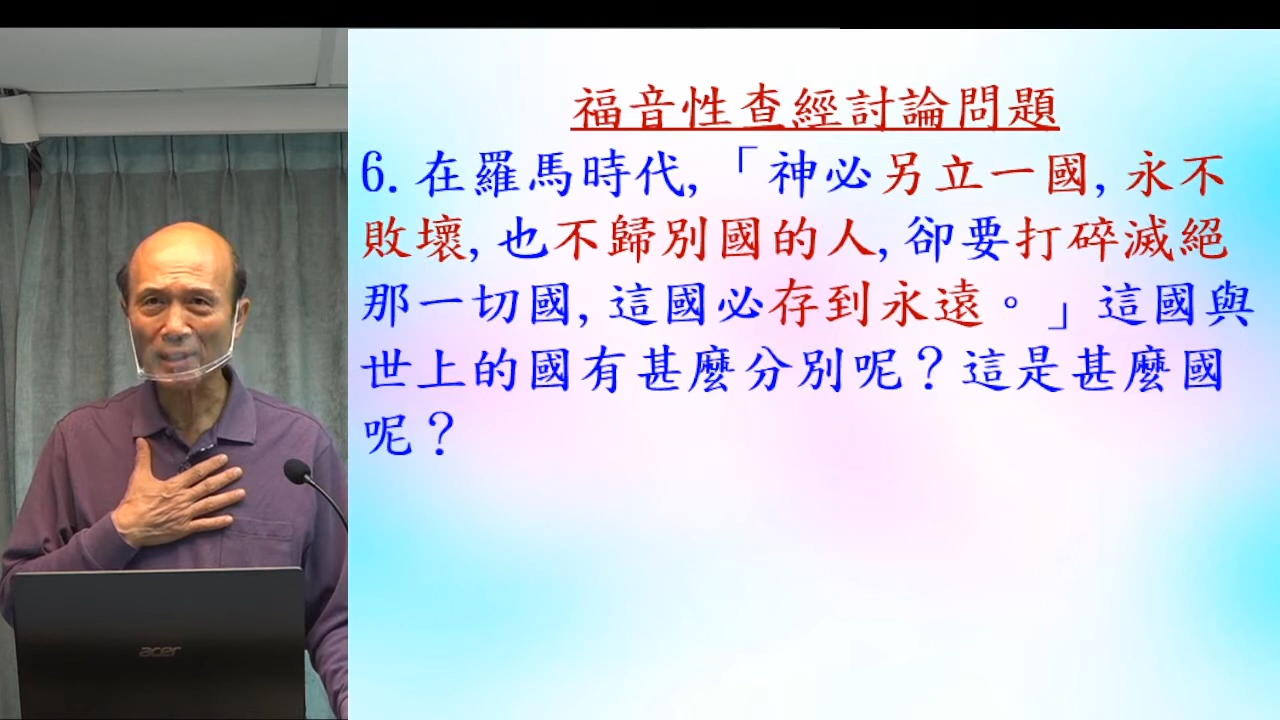 福音性查經討論問題
6.在羅馬時代,「神必另立一國,永不
敗壞,也不歸別國的人,卻要打碎滅絕
那一切國,這國必存到永遠。」這國與
世上的國有甚麼分別呢？這是甚麼國
呢？
acer